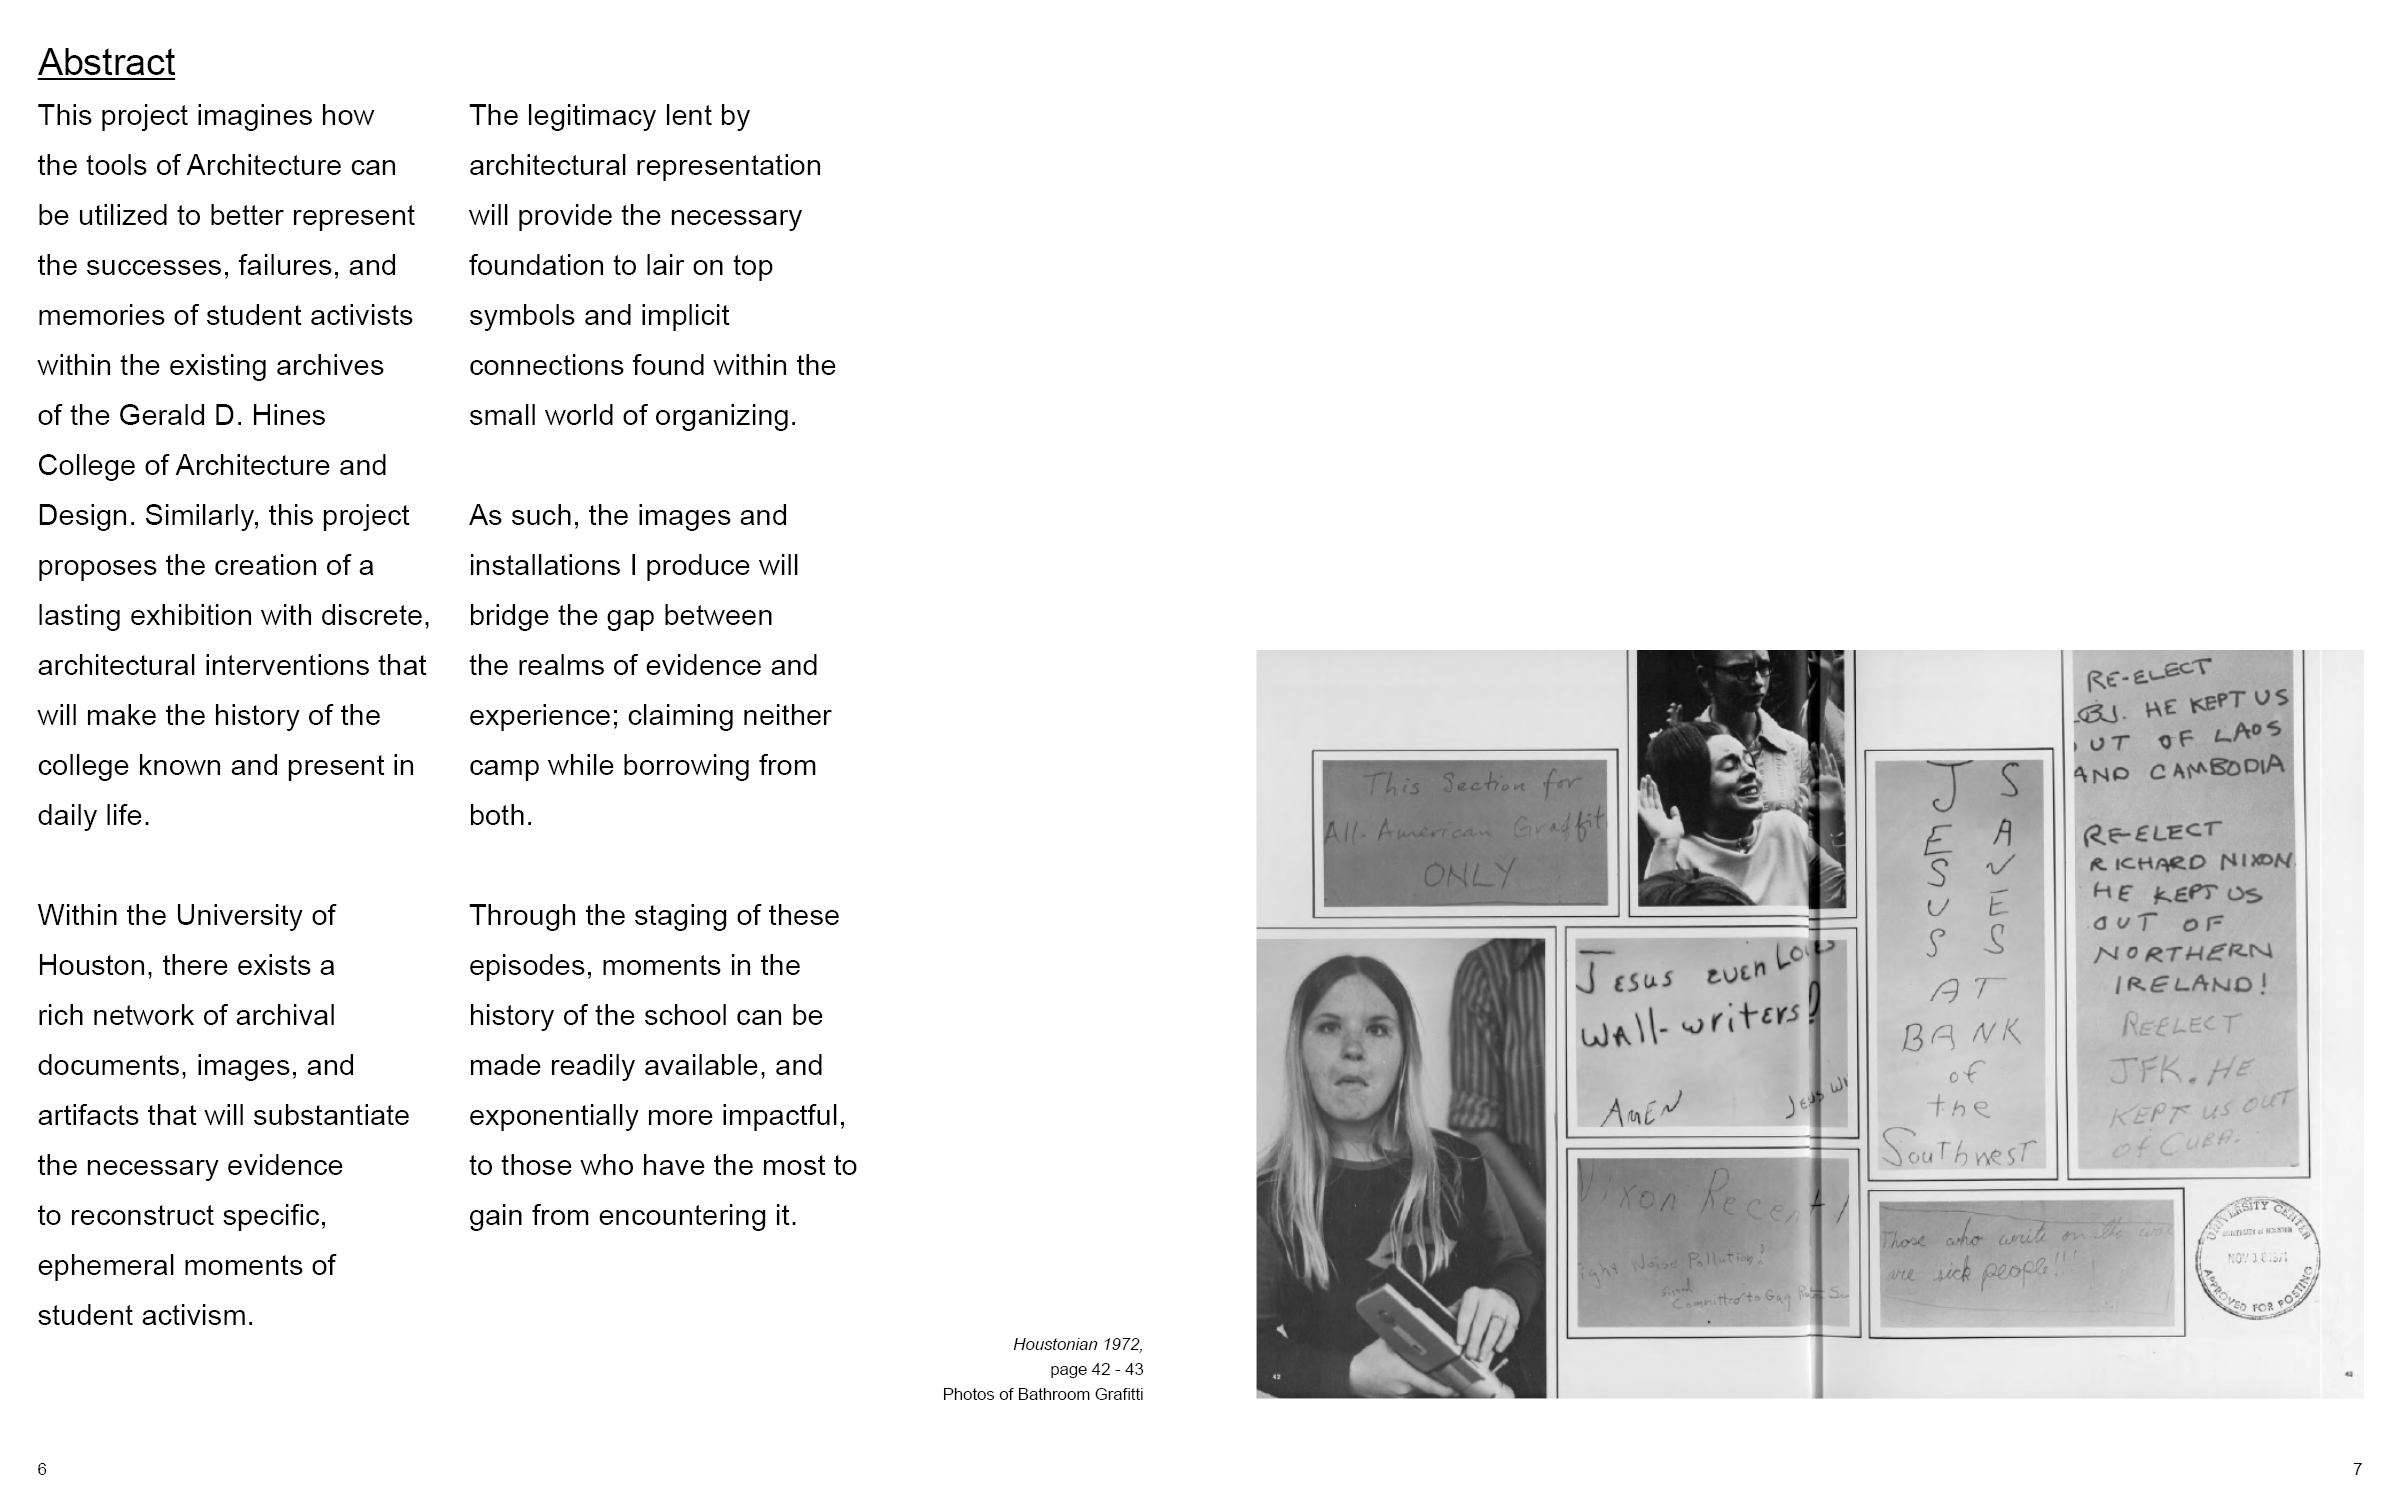 Abstract
This project imagines how
the tools of Architecture can
be utilized to better represent
the successes, failures, and
memories of student activists
within the existing archives
of the Gerald D. Hines
College of Architecture and
Design. Similarly, this project
proposes the creation of a
lasting exhibition with discrete,
architectural interventions that
will make the history of the
college known and present in
daily life.
Within the University of
Houston, there exists a
rich network of archival
documents, images, and
artifacts that will substantiate
the necessary evidence
to reconstruct specific,
ephemeral moments of
student activism.
The legitimacy lent by
architectural representation
will provide the necessary
foundation to lair on top
symbols and implicit
connections found within the
small world of organizing.
As such, the images and
installations I produce will
bridge the gap between
the realms of evidence and
experience; claiming neither
camp while borrowing from
both.
Through the staging of these
episodes, moments in the
history of the school can be
made readily available, and
exponentially more impactful,
to those who have the most to
gain from encountering it.
Houstonian 1972,
page 42 - 43
Photos of Bathroom Grafitti
6
This Section for
All-American Graffit
ONLY
Jesus even Loves
Wall-writers!
AMEN
JESUS
SAVES
AT
BANK
of
the
Southwest
RE-ELECT
LBJ. HE KEPT US
OUT OF LAOS
AND CAMBODIA
RE-ELECT
RICHARD NIXON
HE KEPT US
OUT OF
NORTHERN
IRELAND!
REELECT
JFK. HE
KEPT US OUT
of CUBA.
Nixon Recent
Noise Pollution!
Committee to Gag
Those who write on the
are sick people!!!
UNIVERSITY CENTER
UNIVERSITY of HOUSTON
APPROVED FOR POSTING
42
43
7